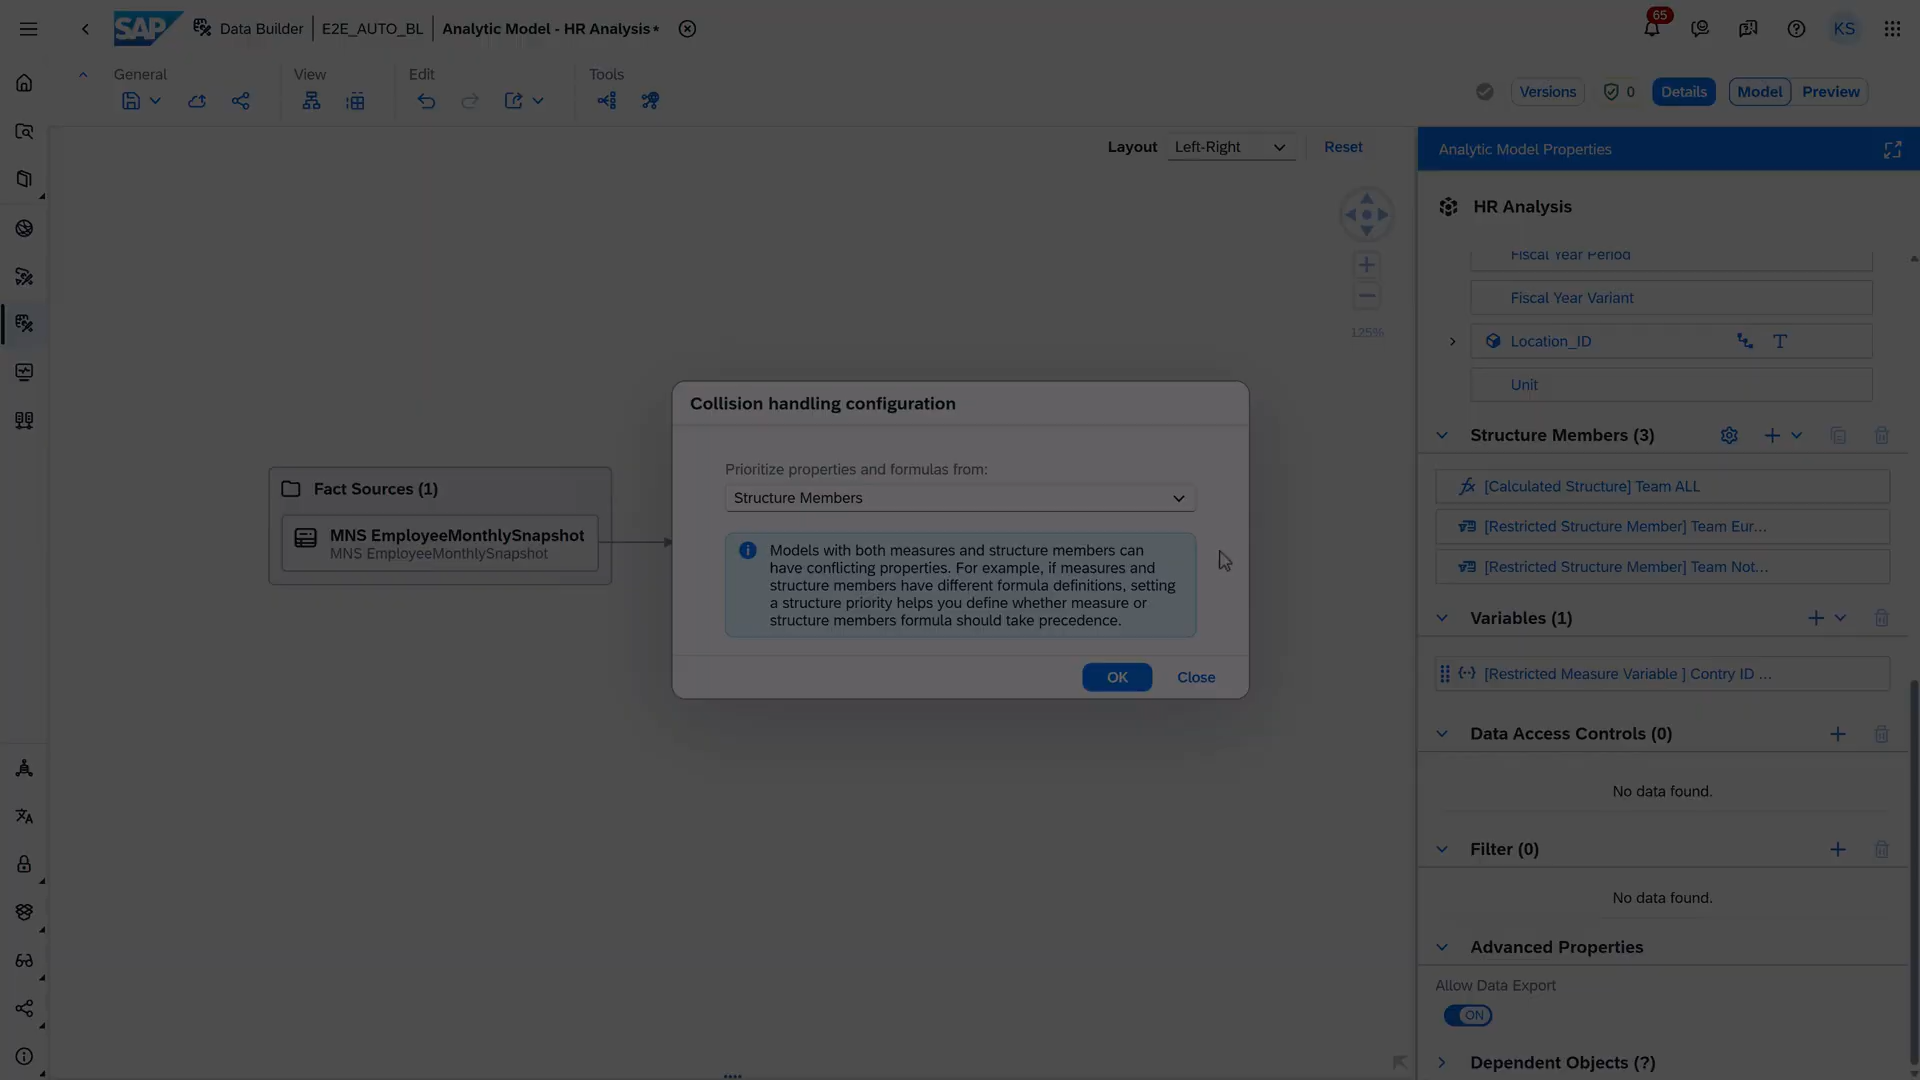 SAP
Data Builder
E2E_AUTO_BL
Analytic Model - HR Analysis*
65
KS
General
View
Edit
Tools
Versions
0
Details
Model
Preview
Layout
Left-Right
Reset
125%
Analytic Model Properties
HR Analysis
Fiscal Year Period
Fiscal Year Variant
Location_ID
Unit
Structure Members (3)
[Calculated Structure] Team ALL
[Restricted Structure Member] Team Eur...
[Restricted Structure Member] Team Not...
Variables (1)
[Restricted Measure Variable ] Contry ID ...
Data Access Controls (0)
No data found.
Filter (0)
No data found.
Advanced Properties
Allow Data Export
ON
Dependent Objects (?)
Fact Sources (1)
MNS EmployeeMonthlySnapshot
MNS EmployeeMonthlySnapshot
Collision handling configuration
Prioritize properties and formulas from:
Structure Members
Models with both measures and structure members can
have conflicting properties. For example, if measures and
structure members have different formula definitions, setting
a structure priority helps you define whether measure or
structure members formula should take precedence.
OK
Close